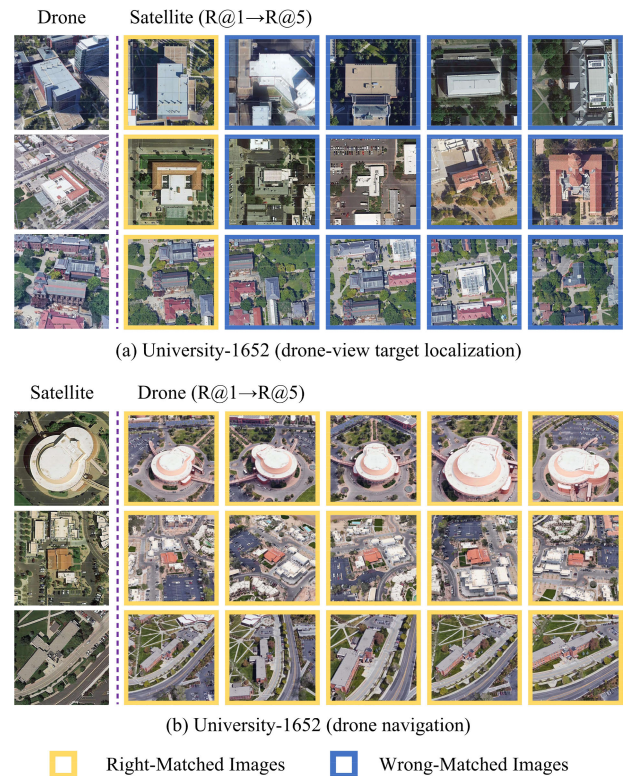 Drone Satellite (R@1→R@5)
(a) University-1652 (drone-view target localization)
Satellite Drone (R@1→R@5)
(b) University-1652 (drone navigation)
Right-Matched Images Wrong-Matched Images